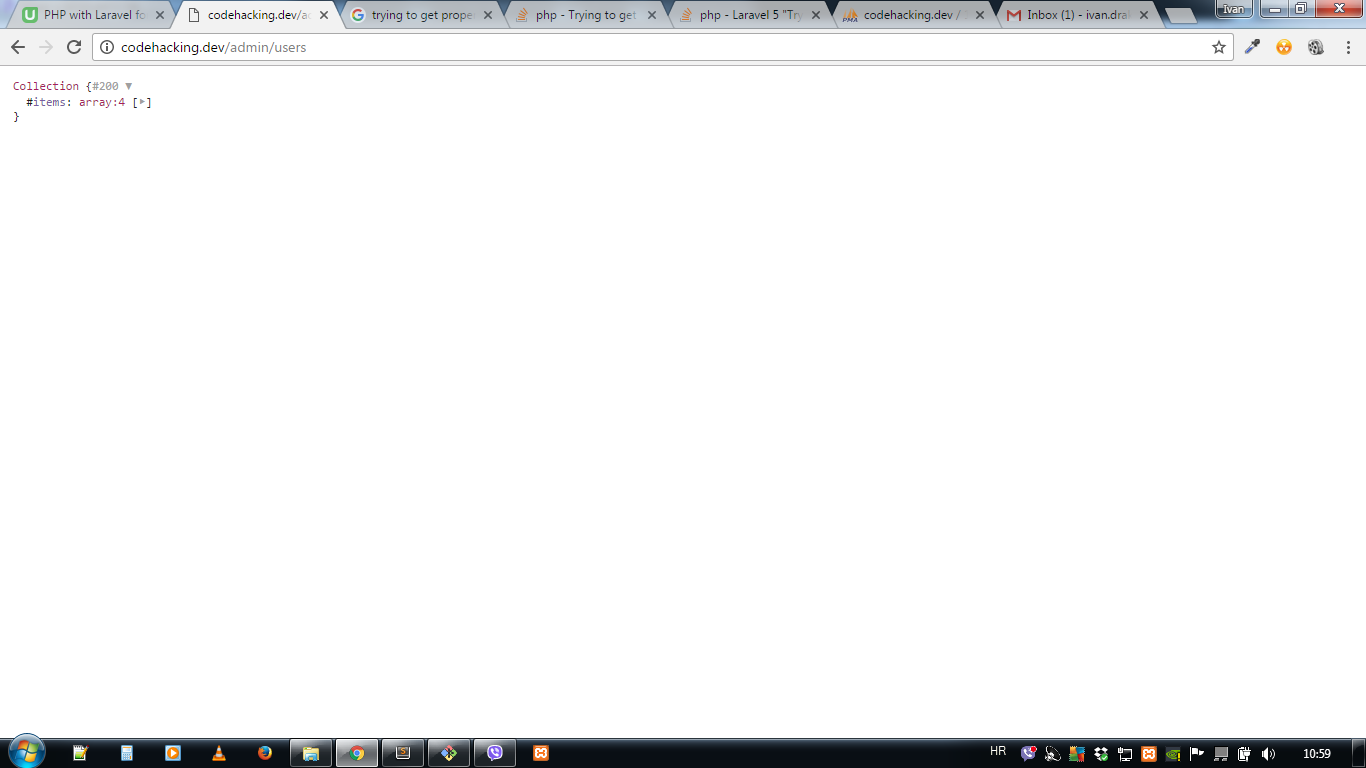 PHP with Laravel fo
codehacking.dev/a
trying to get prope
php - Trying to get
php - Laravel 5 "Try
codehacking.dev /
Inbox (1) - ivan.dra
Ivan
codehacking.dev/admin/users
Collection {#200 ▼
#items: array:4 [▶]
}
HR
10:59